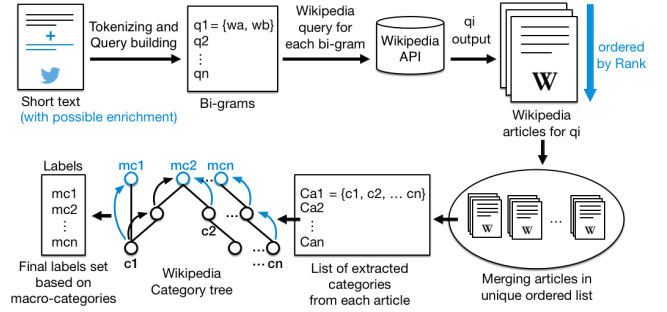 Tokenizing and
Query building
Short text
(with possible enrichment)
q1 = {wa, wb}
q2
⋮
qn
Bi-grams
Wikipedia
query for
each bi-gram
Wikipedia
API
qi
output
W
Wikipedia
articles for qi
ordered
by Rank
W
W
...
W
Merging articles in
unique ordered list
Ca1 = {c1, c2, ... cn}
Ca2
⋮
Can
List of extracted
categories
from each article
mc1
mc2
...
mcn
c2
...
c1
... cn
Wikipedia
Category tree
Labels
mc1
mc2
⋮
mcn
Final labels set
based on
macro-categories